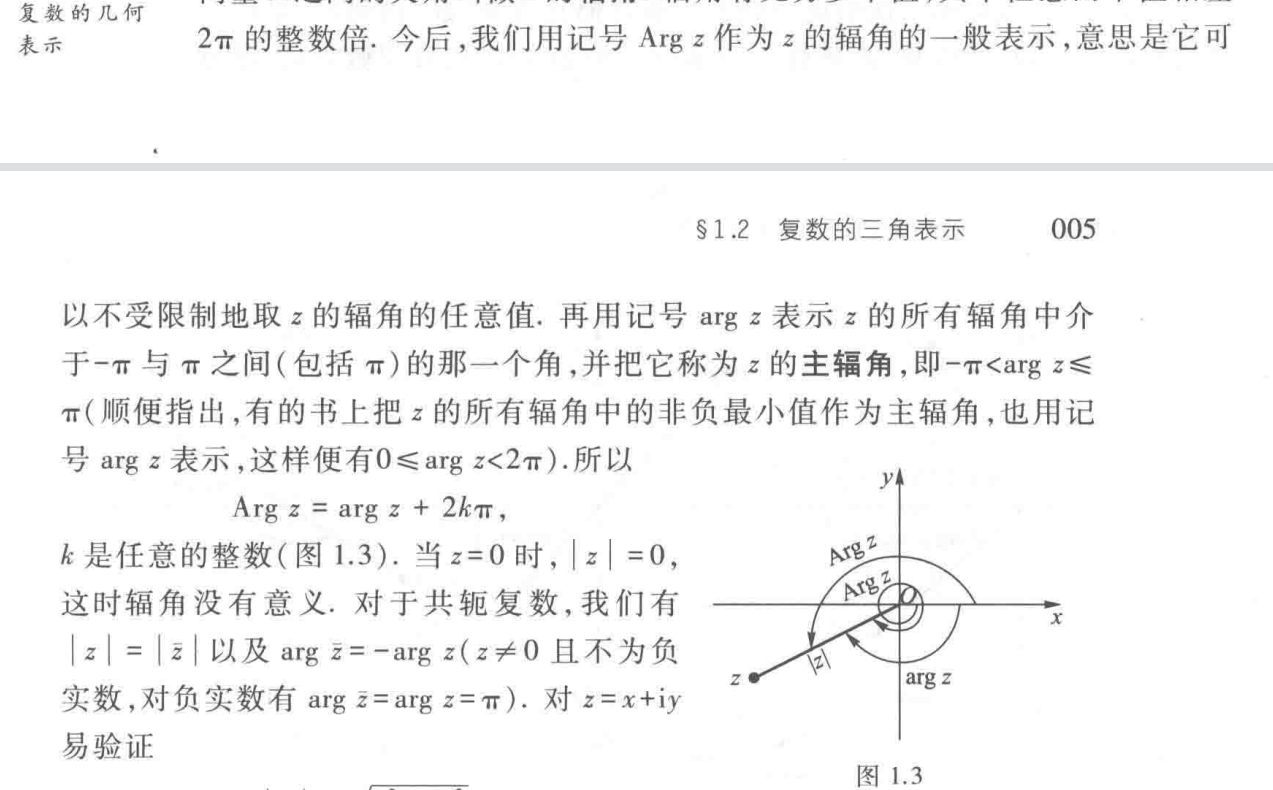 复数的几何
表示
2π 的整数倍. 今后,我们用记号 Arg z 作为 z 的辐角的一般表示,意思是它可
§1.2 复数的三角表示 005
以不受限制地取 z 的辐角的任意值. 再用记号 arg z 表示 z 的所有辐角中介
于-π 与 π 之间(包括 π)的那一个角,并把它称为 z 的主辐角,即-π<arg z≤
π(顺便指出,有的书上把 z 的所有辐角中的非负最小值作为主辐角,也用记
号 arg z 表示,这样便有0≤arg z<2π).所以
Arg z = arg z + 2kπ,
k 是任意的整数(图 1.3). 当 z=0 时, |z|=0,
这时辐角没有意义. 对于共轭复数,我们有
|z| = |z̄| 以及 arg z̄=-arg z(z≠0 且不为负
实数,对负实数有 arg z̄=arg z=π). 对 z=x+iy
易验证
y
Arg z
Arg z
O
x
|z|
z
arg z
图 1.3